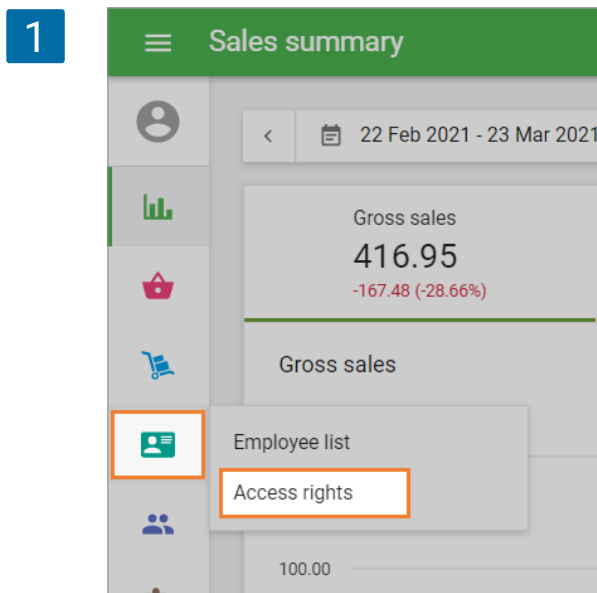 1
Sales summary
22 Feb 2021 - 23 Mar 2021
Gross sales
416.95
-167.48 (-28.66%)
Gross sales
Employee list
Access rights
100.00